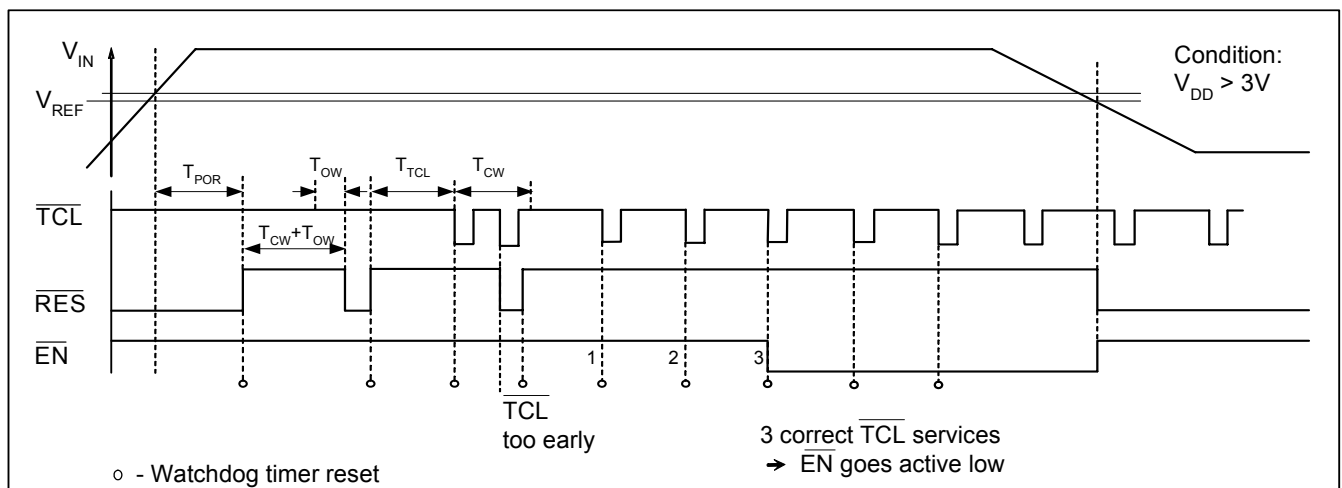 V_IN
Condition:
V_DD > 3V
V_REF
T_POR
T_OW
T_TCL
T_CW
TCL
T_CW+T_OW
RES
EN
1
2
3
TCL
too early
3 correct TCL services
→ EN goes active low
o - Watchdog timer reset